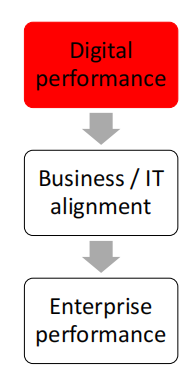 Digital
performance
Business / IT
alignment
Enterprise
performance